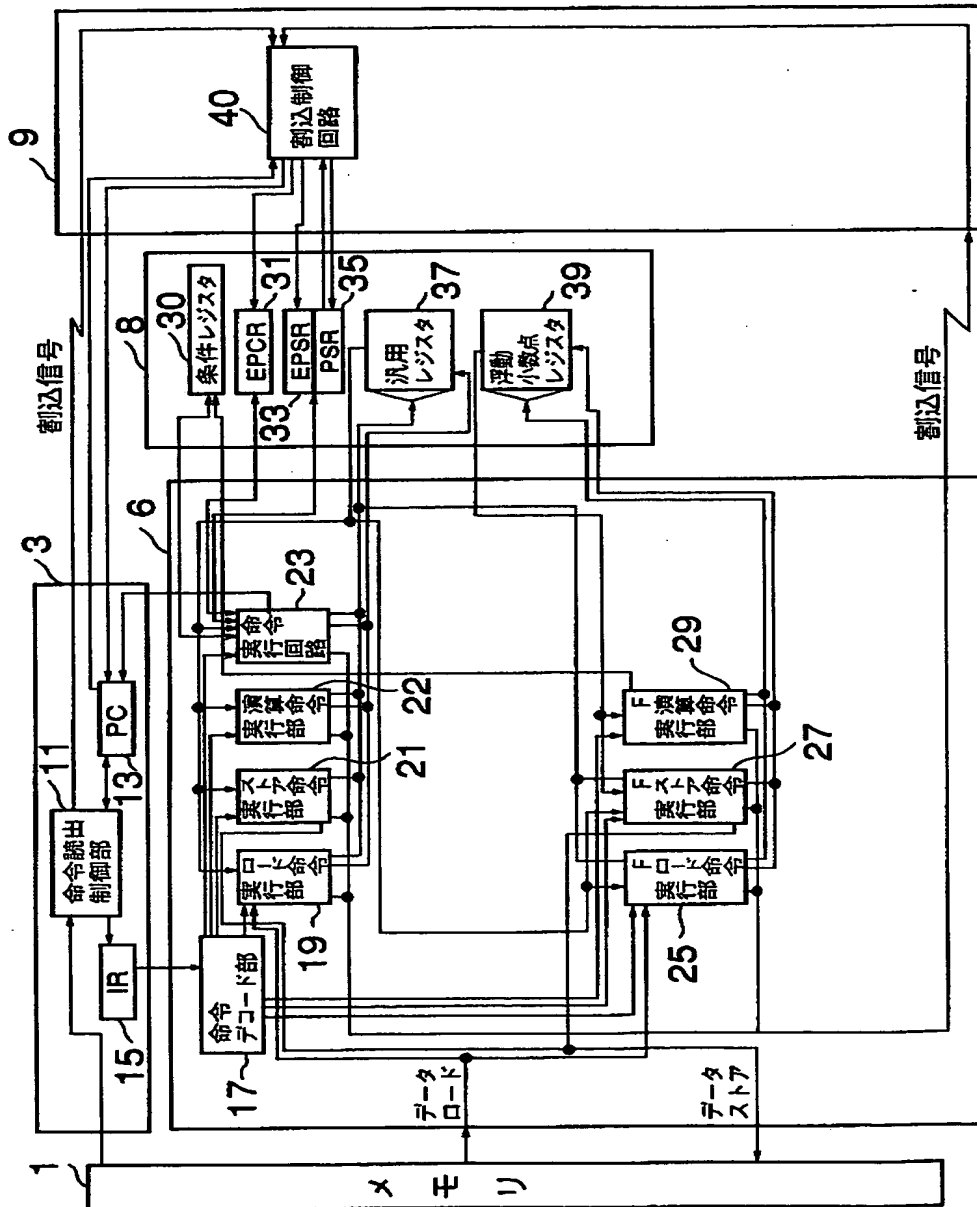 1
メモリ
3
11
命令読出
制御部
PC
13
IR
15
割込信号
9
40
割込制御
回路
8
30
条件レジスタ
EPCR
31
EPSR
33
PSR
35
汎用
レジスタ
37
浮動
小数点
レジスタ
39
6
命令
デコード部
17
ロード命令
実行部
19
ストア命令
実行部
21
演算命令
実行部
22
命令
実行回路
23
Fロード命令
実行部
25
Fストア命令
実行部
27
F演算命令
実行部
29
データ
ロード
データ
ストア
割込信号